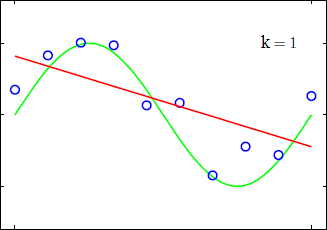 k = 1